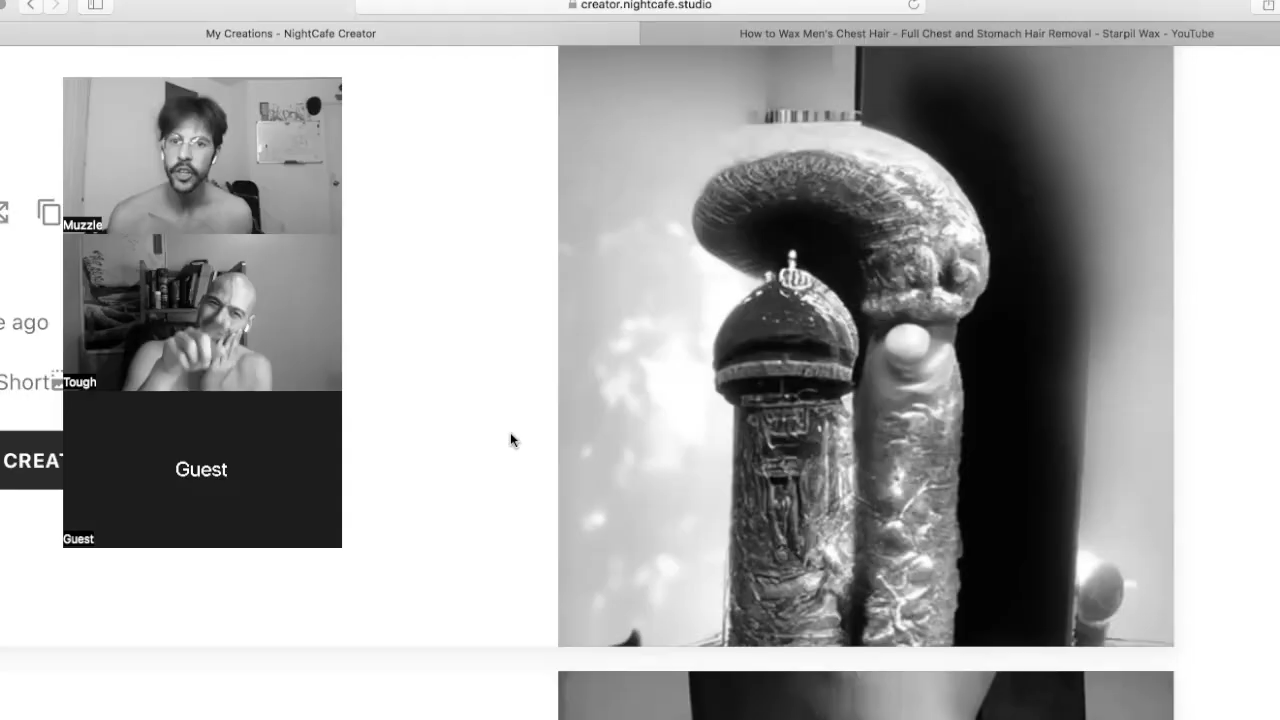 creator.nightcafe.studio
My Creations - NightCafe Creator
How to Wax Men's Chest Hair - Full Chest and Stomach Hair Removal - Starpil Wax - YouTube
Muzzle
e ago
Short
Tough
CREAT
Guest
Guest